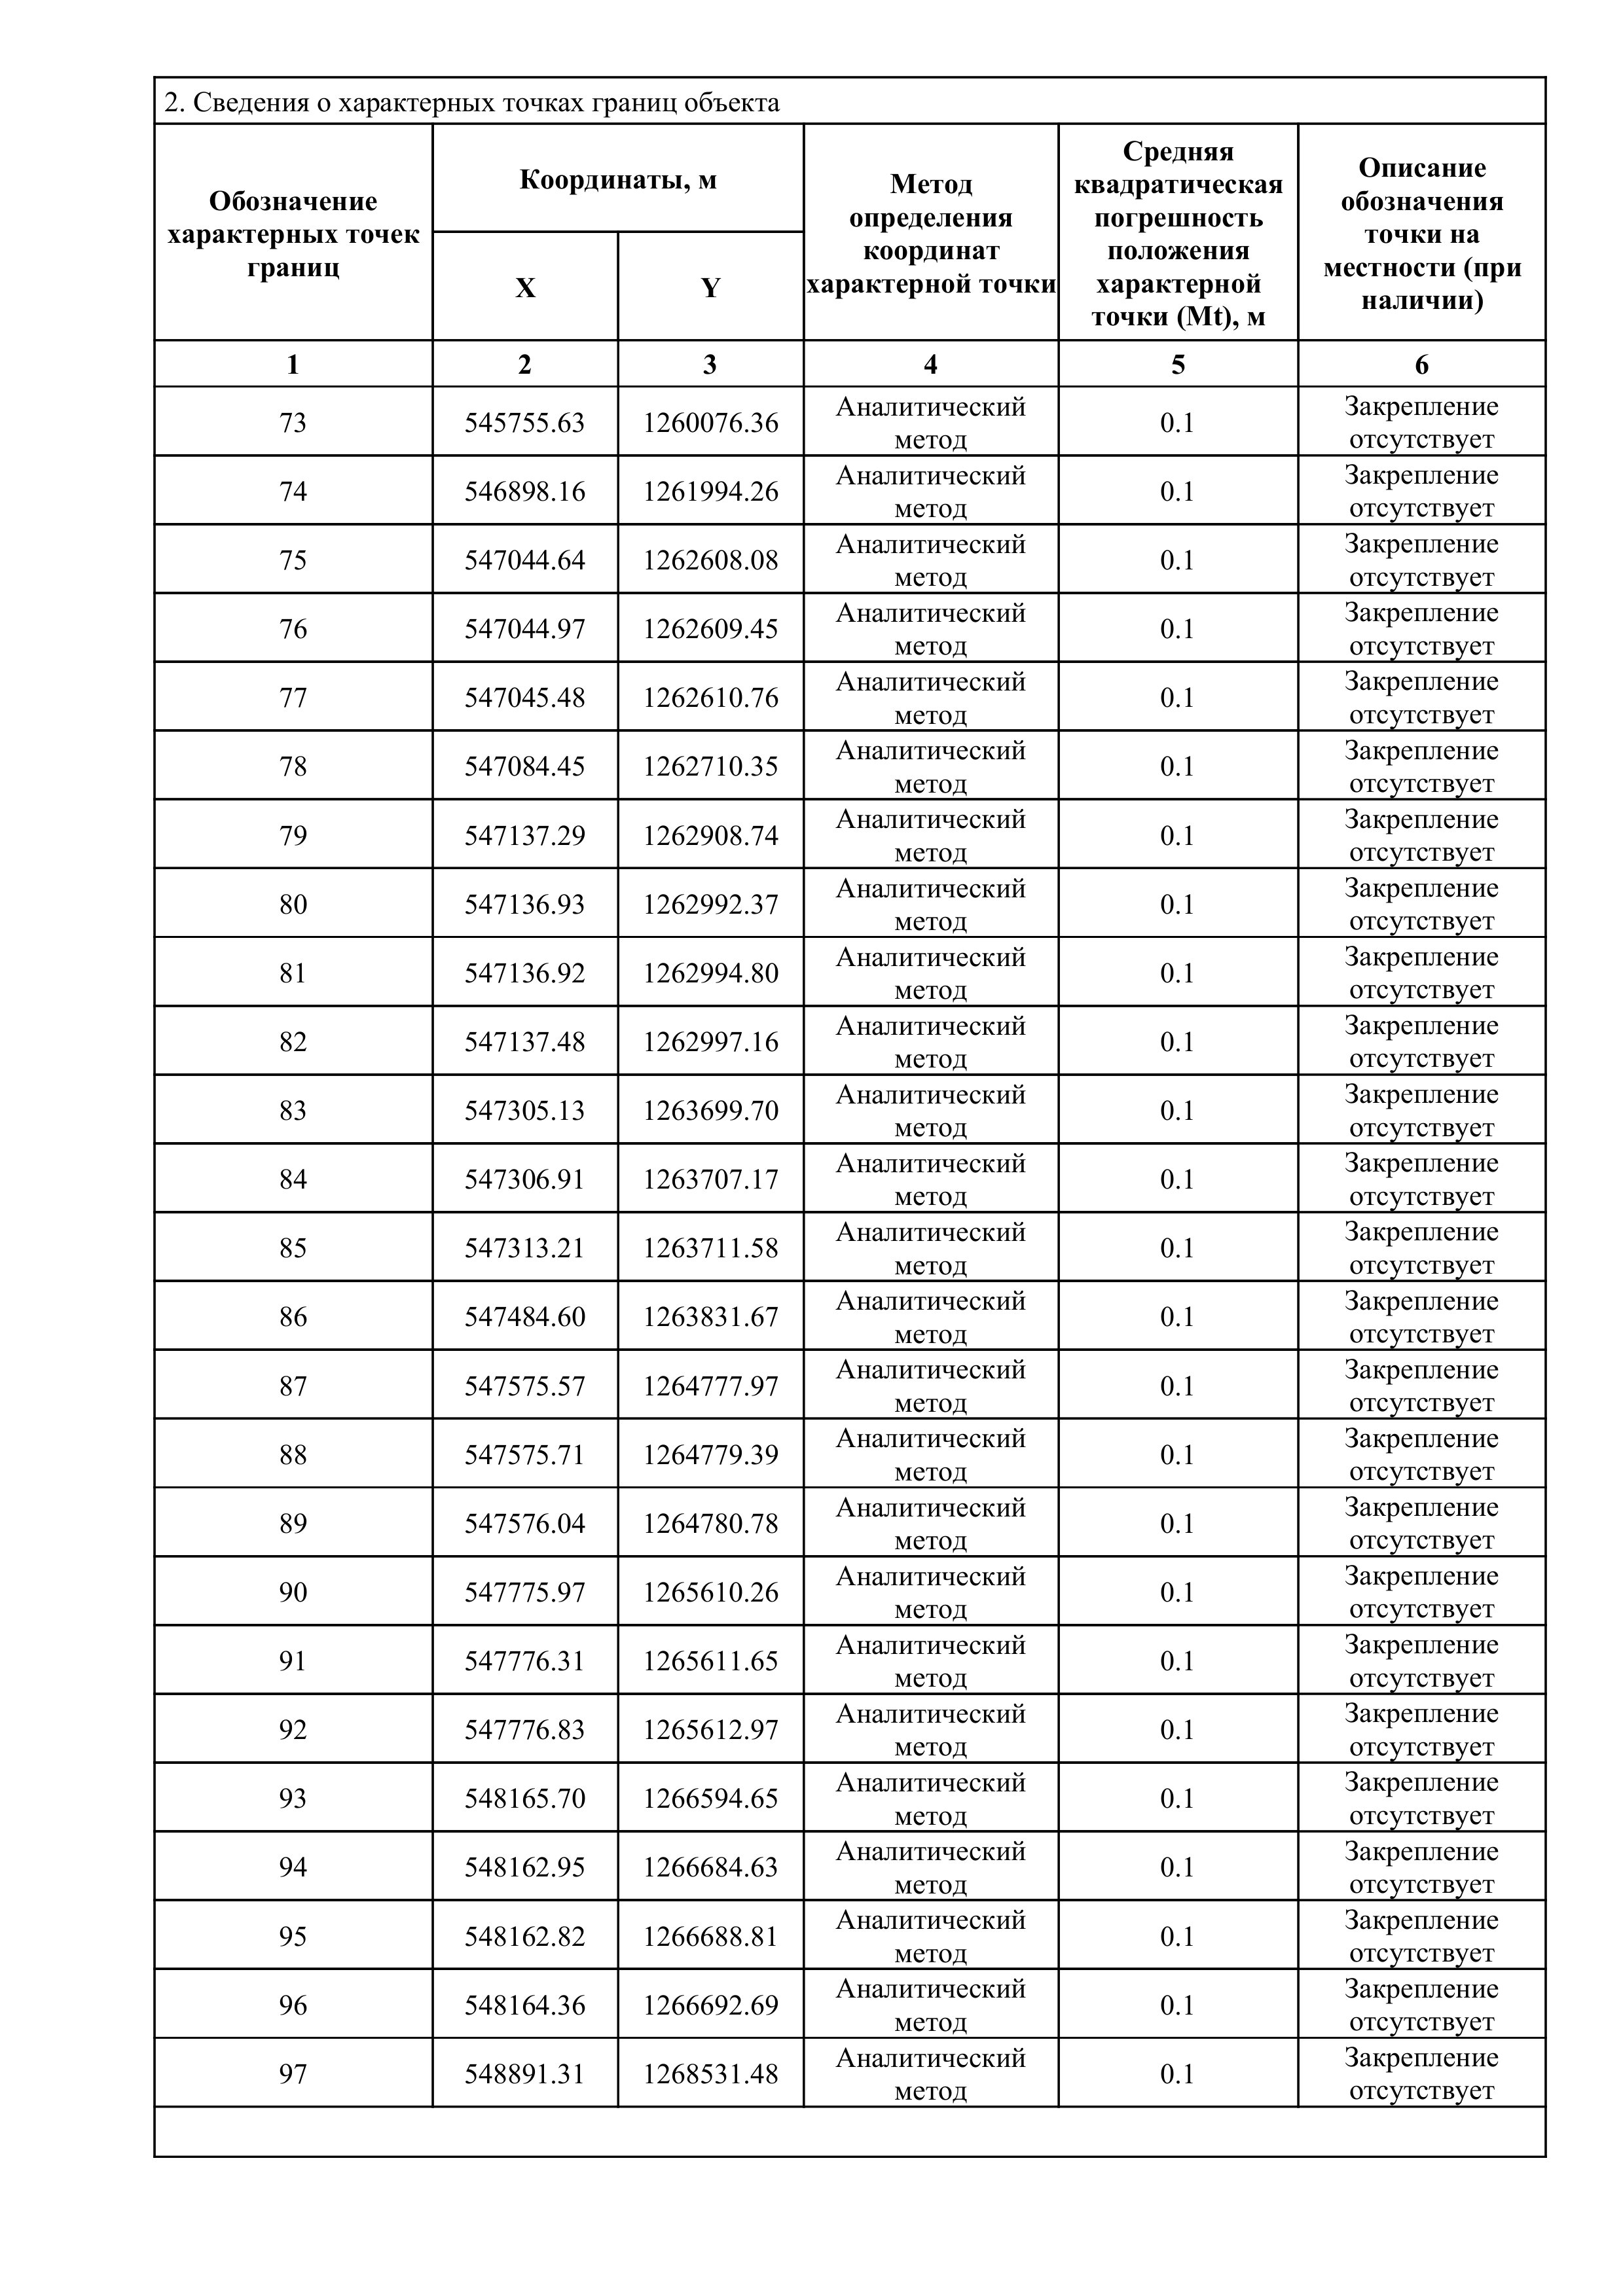 2. Сведения о характерных точках границ объекта
Обозначение
характерных точек
границ
Координаты, м
X
Y
Метод
определения
координат
характерной точки
Средняя
квадратическая
погрешность
положения
характерной
точки (Mt), м
Описание
обозначения
точки на
местности (при
наличии)
1 2 3 4 5 6
73 545755.63 1260076.36 Аналитический метод 0.1 Закрепление отсутствует
74 546898.16 1261994.26 Аналитический метод 0.1 Закрепление отсутствует
75 547044.64 1262608.08 Аналитический метод 0.1 Закрепление отсутствует
76 547044.97 1262609.45 Аналитический метод 0.1 Закрепление отсутствует
77 547045.48 1262610.76 Аналитический метод 0.1 Закрепление отсутствует
78 547084.45 1262710.35 Аналитический метод 0.1 Закрепление отсутствует
79 547137.29 1262908.74 Аналитический метод 0.1 Закрепление отсутствует
80 547136.93 1262992.37 Аналитический метод 0.1 Закрепление отсутствует
81 547136.92 1262994.80 Аналитический метод 0.1 Закрепление отсутствует
82 547137.48 1262997.16 Аналитический метод 0.1 Закрепление отсутствует
83 547305.13 1263699.70 Аналитический метод 0.1 Закрепление отсутствует
84 547306.91 1263707.17 Аналитический метод 0.1 Закрепление отсутствует
85 547313.21 1263711.58 Аналитический метод 0.1 Закрепление отсутствует
86 547484.60 1263831.67 Аналитический метод 0.1 Закрепление отсутствует
87 547575.57 1264777.97 Аналитический метод 0.1 Закрепление отсутствует
88 547575.71 1264779.39 Аналитический метод 0.1 Закрепление отсутствует
89 547576.04 1264780.78 Аналитический метод 0.1 Закрепление отсутствует
90 547775.97 1265610.26 Аналитический метод 0.1 Закрепление отсутствует
91 547776.31 1265611.65 Аналитический метод 0.1 Закрепление отсутствует
92 547776.83 1265612.97 Аналитический метод 0.1 Закрепление отсутствует
93 548165.70 1266594.65 Аналитический метод 0.1 Закрепление отсутствует
94 548162.95 1266684.63 Аналитический метод 0.1 Закрепление отсутствует
95 548162.82 1266688.81 Аналитический метод 0.1 Закрепление отсутствует
96 548164.36 1266692.69 Аналитический метод 0.1 Закрепление отсутствует
97 548891.31 1268531.48 Аналитический метод 0.1 Закрепление отсутствует